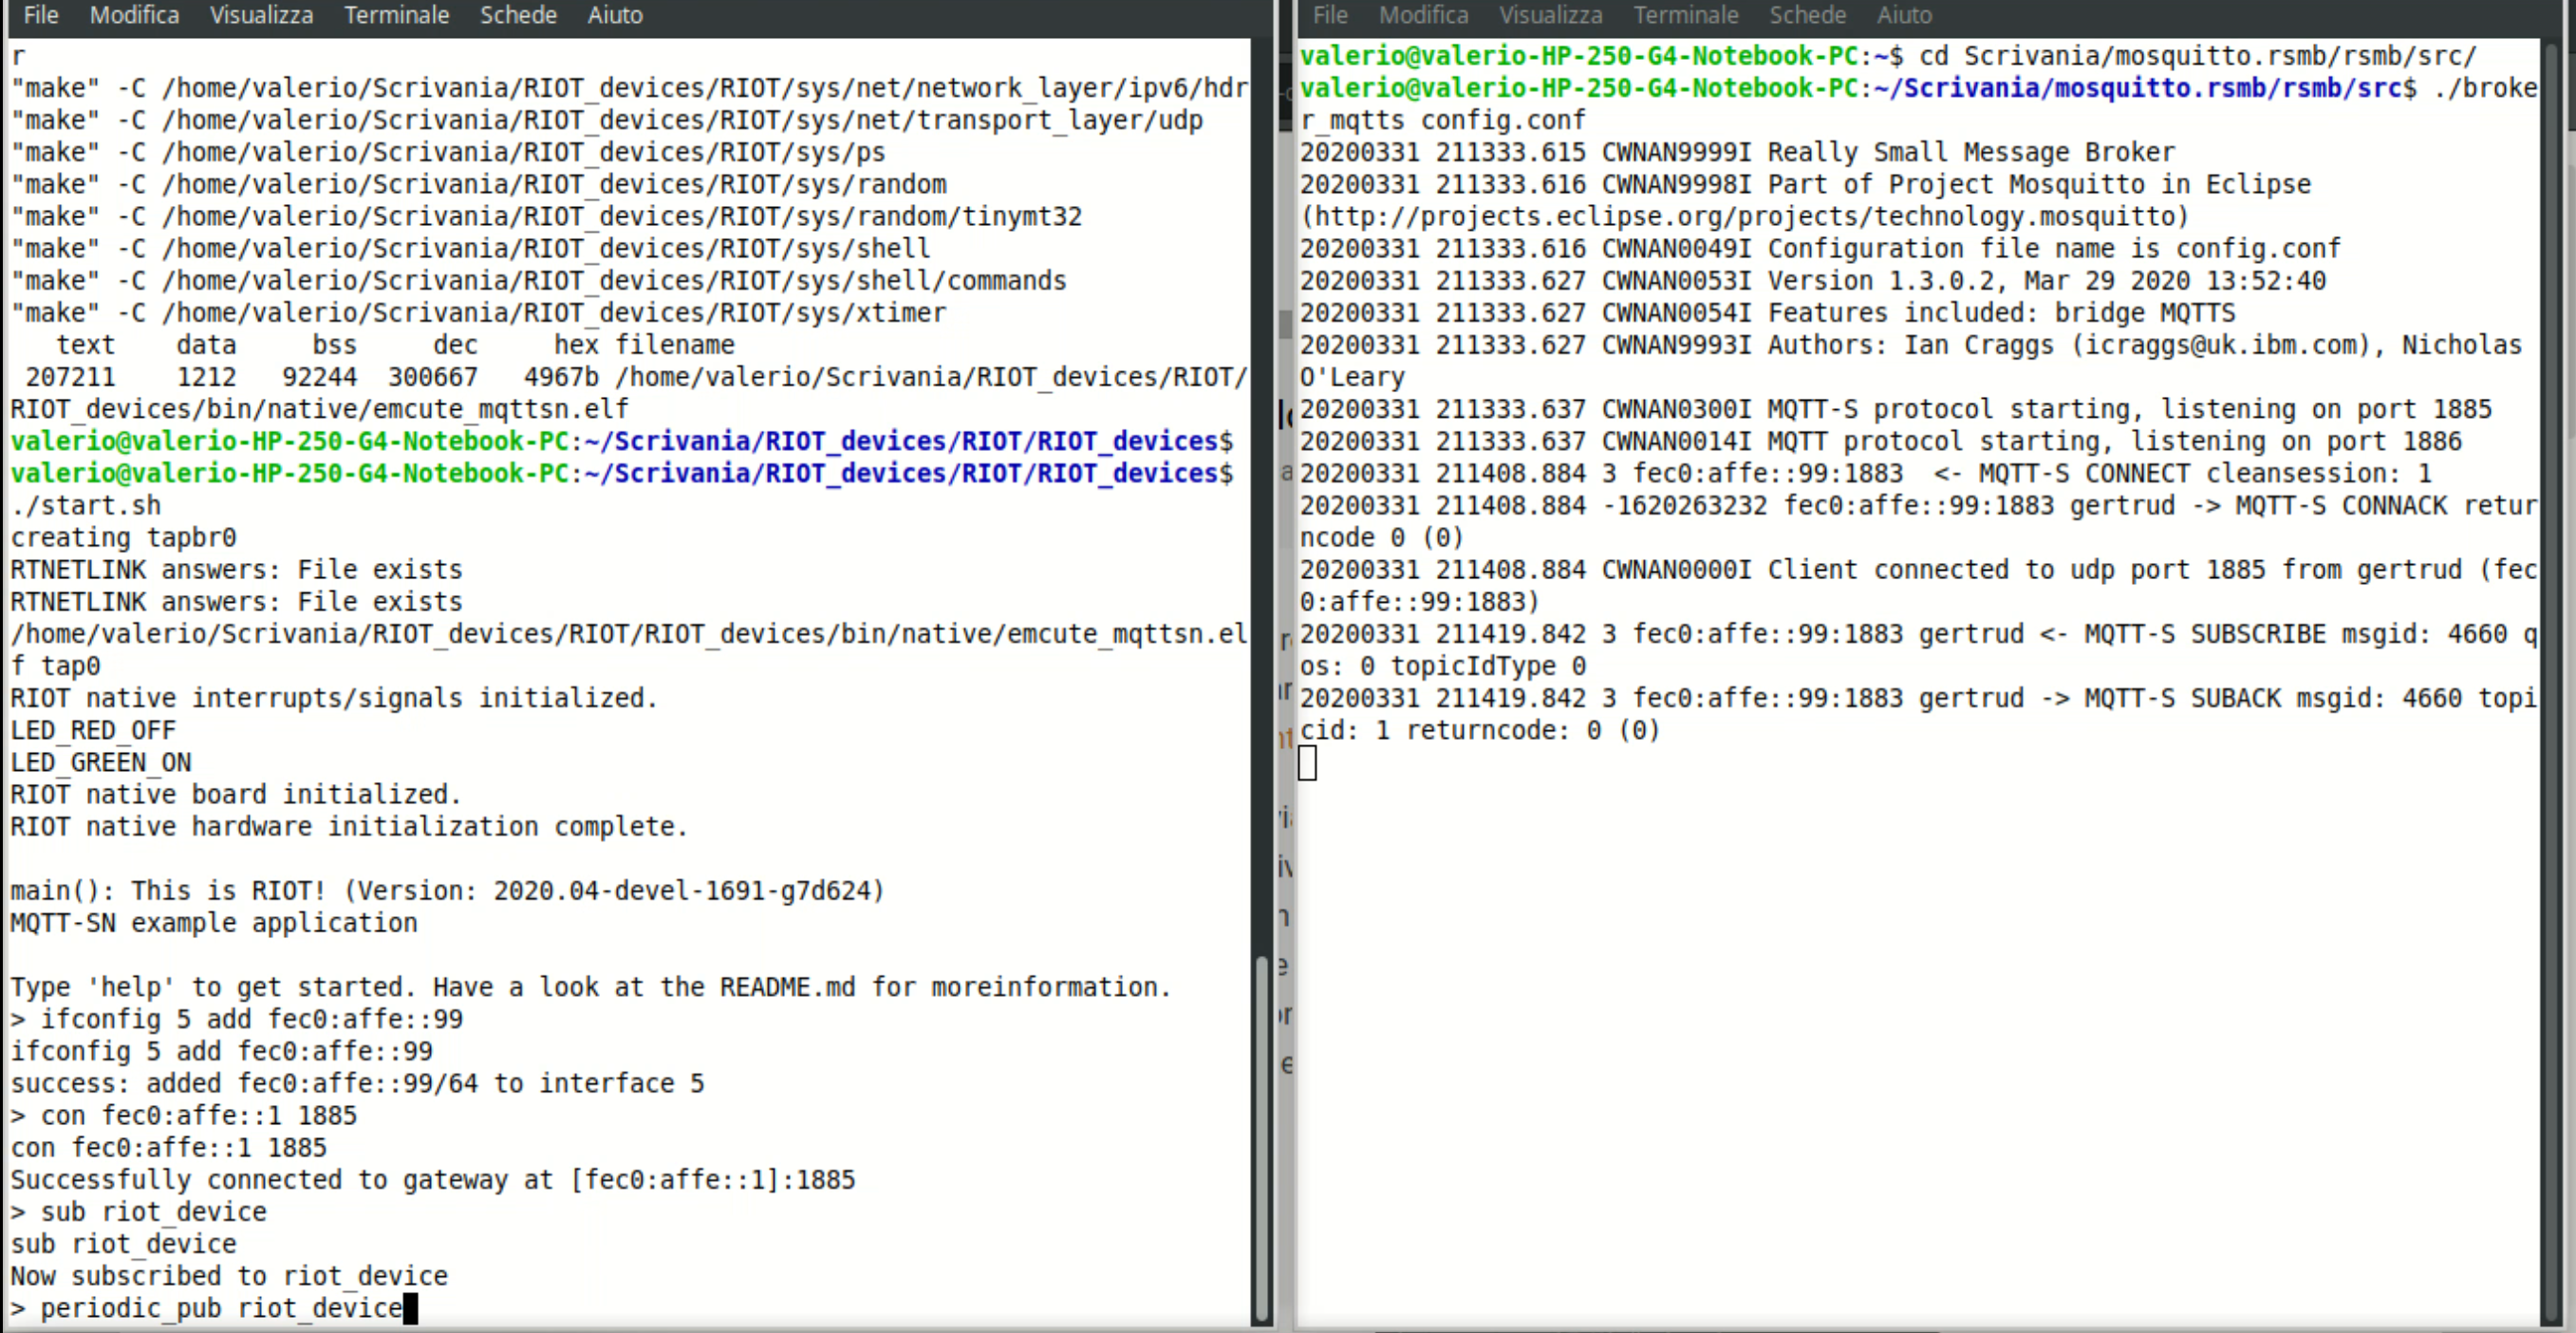 File Modifica Visualizza Terminale Schede Aiuto
r
"make" -C /home/valerio/Scrivania/RIOT_devices/RIOT/sys/net/network_layer/ipv6/hdr
"make" -C /home/valerio/Scrivania/RIOT_devices/RIOT/sys/net/transport_layer/udp
"make" -C /home/valerio/Scrivania/RIOT_devices/RIOT/sys/ps
"make" -C /home/valerio/Scrivania/RIOT_devices/RIOT/sys/random
"make" -C /home/valerio/Scrivania/RIOT_devices/RIOT/sys/random/tinymt32
"make" -C /home/valerio/Scrivania/RIOT_devices/RIOT/sys/shell
"make" -C /home/valerio/Scrivania/RIOT_devices/RIOT/sys/shell/commands
"make" -C /home/valerio/Scrivania/RIOT_devices/RIOT/sys/xtimer
text data bss dec hex filename
207211 1212 92244 300667 4967b /home/valerio/Scrivania/RIOT_devices/RIOT/
RIOT_devices/bin/native/emcute_mqttsn.elf
valerio@valerio-HP-250-G4-Notebook-PC:~/Scrivania/RIOT_devices/RIOT/RIOT_devices$
valerio@valerio-HP-250-G4-Notebook-PC:~/Scrivania/RIOT_devices/RIOT/RIOT_devices$
./start.sh
creating tapbr0
RTNETLINK answers: File exists
RTNETLINK answers: File exists
/home/valerio/Scrivania/RIOT_devices/RIOT/RIOT_devices/bin/native/emcute_mqttsn.el
f tap0
RIOT native interrupts/signals initialized.
LED_RED_OFF
LED_GREEN_ON
RIOT native board initialized.
RIOT native hardware initialization complete.
main(): This is RIOT! (Version: 2020.04-devel-1691-g7d624)
MQTT-SN example application
Type 'help' to get started. Have a look at the README.md for moreinformation.
> ifconfig 5 add fec0:affe::99
ifconfig 5 add fec0:affe::99
success: added fec0:affe::99/64 to interface 5
> con fec0:affe::1 1885
con fec0:affe::1 1885
Successfully connected to gateway at [fec0:affe::1]:1885
> sub riot_device
sub riot_device
Now subscribed to riot_device
> periodic_pub riot_device
File Modifica Visualizza Terminale Schede Aiuto
valerio@valerio-HP-250-G4-Notebook-PC:~$ cd Scrivania/mosquitto.rsmb/rsmb/src/
valerio@valerio-HP-250-G4-Notebook-PC:~/Scrivania/mosquitto.rsmb/rsmb/src$ ./broke
r_mqtts config.conf
20200331 211333.615 CWNAN9999I Really Small Message Broker
20200331 211333.616 CWNAN9998I Part of Project Mosquitto in Eclipse
(http://projects.eclipse.org/projects/technology.mosquitto)
20200331 211333.616 CWNAN0049I Configuration file name is config.conf
20200331 211333.627 CWNAN0053I Version 1.3.0.2, Mar 29 2020 13:52:40
20200331 211333.627 CWNAN0054I Features included: bridge MQTTS
20200331 211333.627 CWNAN9993I Authors: Ian Craggs (icraggs@uk.ibm.com), Nicholas
O'Leary
20200331 211333.637 CWNAN0300I MQTT-S protocol starting, listening on port 1885
20200331 211333.637 CWNAN0014I MQTT protocol starting, listening on port 1886
20200331 211408.884 3 fec0:affe::99:1883  <- MQTT-S CONNECT cleansession: 1
20200331 211408.884 -1620263232 fec0:affe::99:1883 gertrud -> MQTT-S CONNACK retur
ncode 0 (0)
20200331 211408.884 CWNAN0000I Client connected to udp port 1885 from gertrud (fec
0:affe::99:1883)
20200331 211419.842 3 fec0:affe::99:1883 gertrud <- MQTT-S SUBSCRIBE msgid: 4660 q
os: 0 topicIdType 0
20200331 211419.842 3 fec0:affe::99:1883 gertrud -> MQTT-S SUBACK msgid: 4660 topi
cid: 1 returncode: 0 (0)